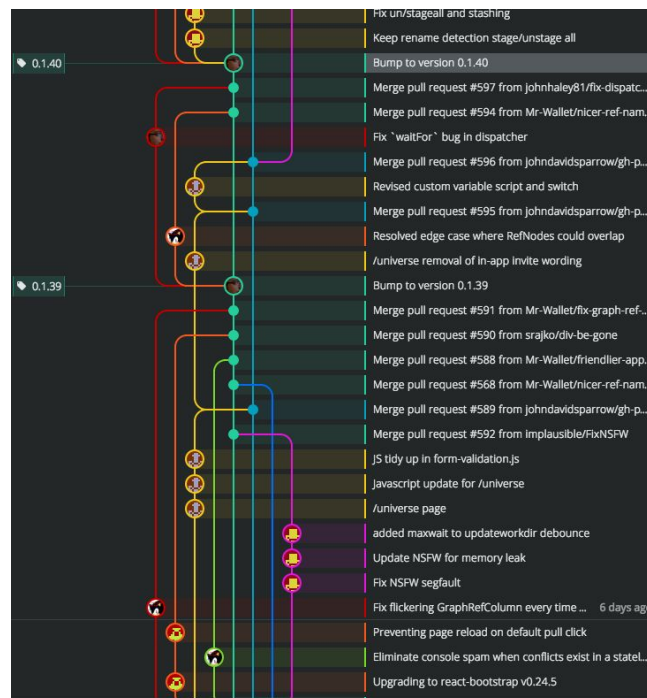 Fix un/stageall and stashing
Keep rename detection stage/unstage all
0.1.40 Bump to version 0.1.40
Merge pull request #597 from johnhaley81/fix-dispatc...
Merge pull request #594 from Mr-Wallet/nicer-ref-nam...
Fix `waitFor` bug in dispatcher
Merge pull request #596 from johndavidsparrow/gh-p...
Revised custom variable script and switch
Merge pull request #595 from johndavidsparrow/gh-p...
Resolved edge case where RefNodes could overlap
/universe removal of in-app invite wording
0.1.39 Bump to version 0.1.39
Merge pull request #591 from Mr-Wallet/fix-graph-ref-...
Merge pull request #590 from srajko/div-be-gone
Merge pull request #588 from Mr-Wallet/friendlier-app...
Merge pull request #568 from Mr-Wallet/nicer-ref-nam...
Merge pull request #589 from johndavidsparrow/gh-p...
Merge pull request #592 from implausible/FixNSFW
JS tidy up in form-validation.js
Javascript update for /universe
/universe page
added maxwait to updateworkdir debounce
Update NSFW for memory leak
Fix NSFW segfault
Fix flickering GraphRefColumn every time ... 6 days ago
Preventing page reload on default pull click
Eliminate console spam when conflicts exist in a statel...
Upgrading to react-bootstrap v0.24.5